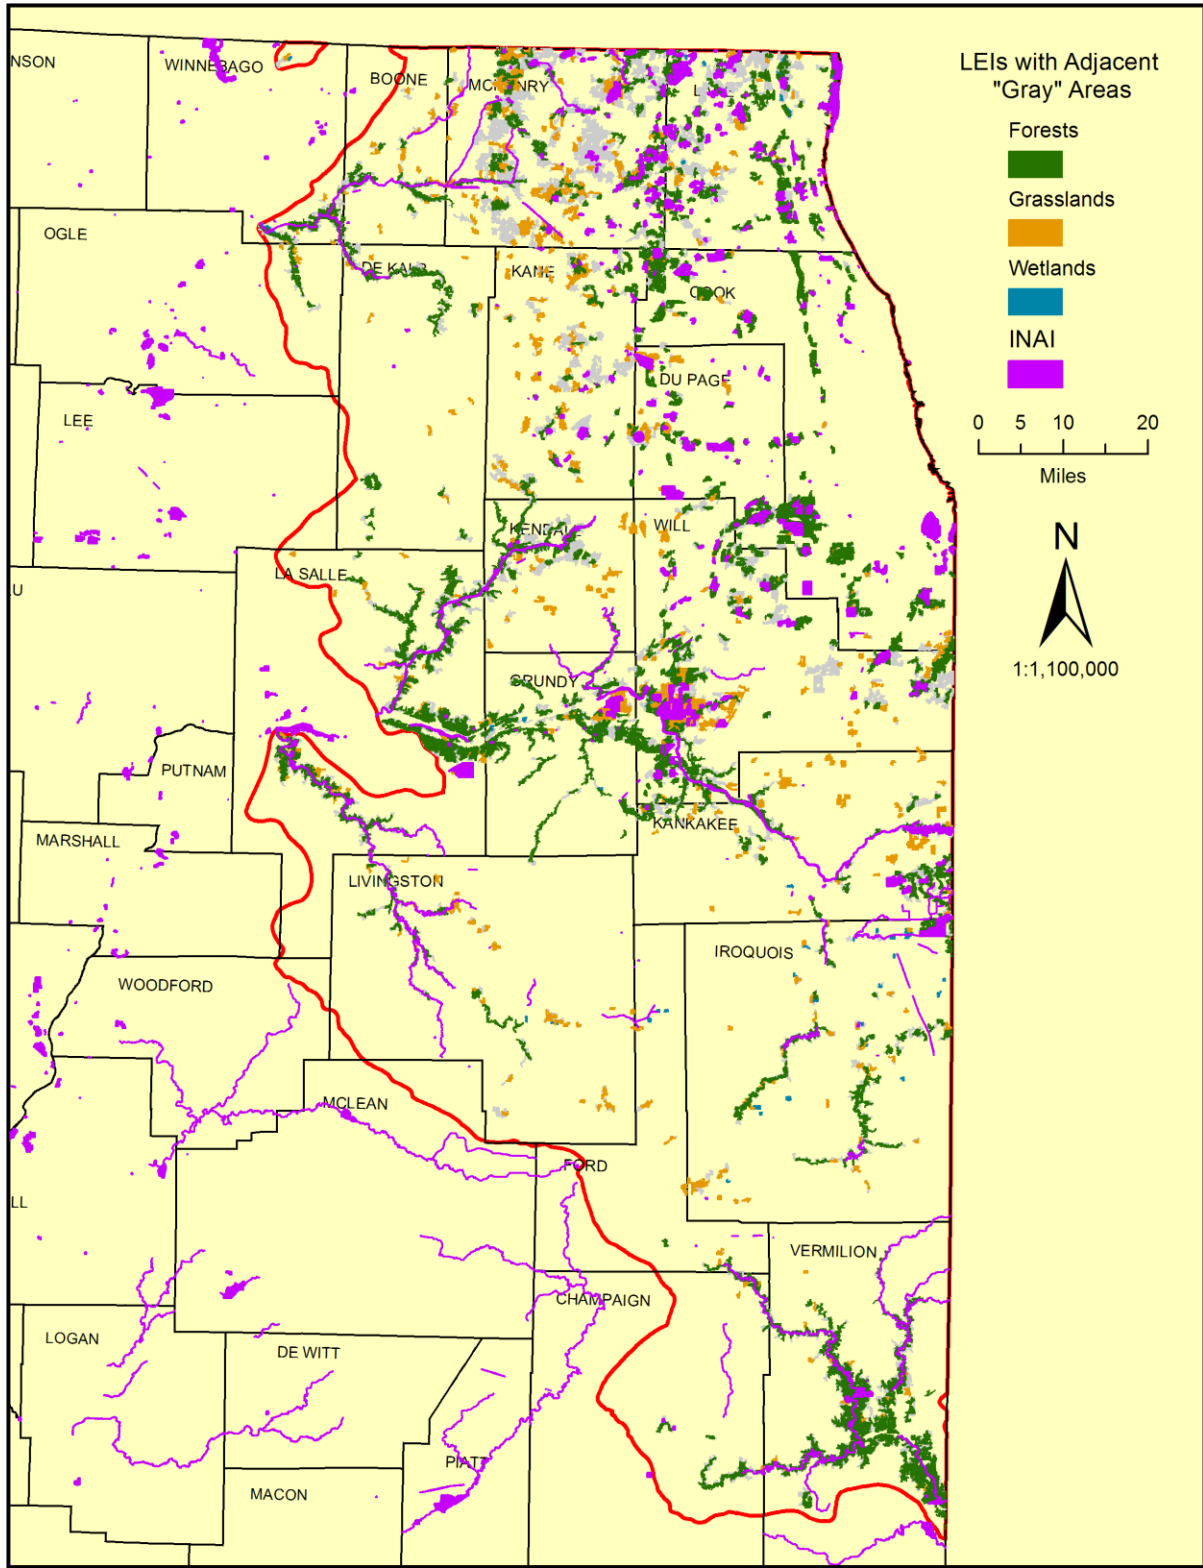 LEIs with Adjacent
"Gray" Areas
Forests
Grasslands
Wetlands
INAI
0 5 10 20
Miles
N
1:1,100,000
NSON
WINNEBAGO
BOONE
OGLE
KANE
COOK
DU PAGE
LEE
WILL
LA SALLE
U
GRUNDY
PUTNAM
KANKAKEE
MARSHALL
LIVINGSTON
IROQUOIS
WOODFORD
MCLEAN
FORD
LL
VERMILION
CHAMPAIGN
LOGAN
DE WITT
PIATT
MACON